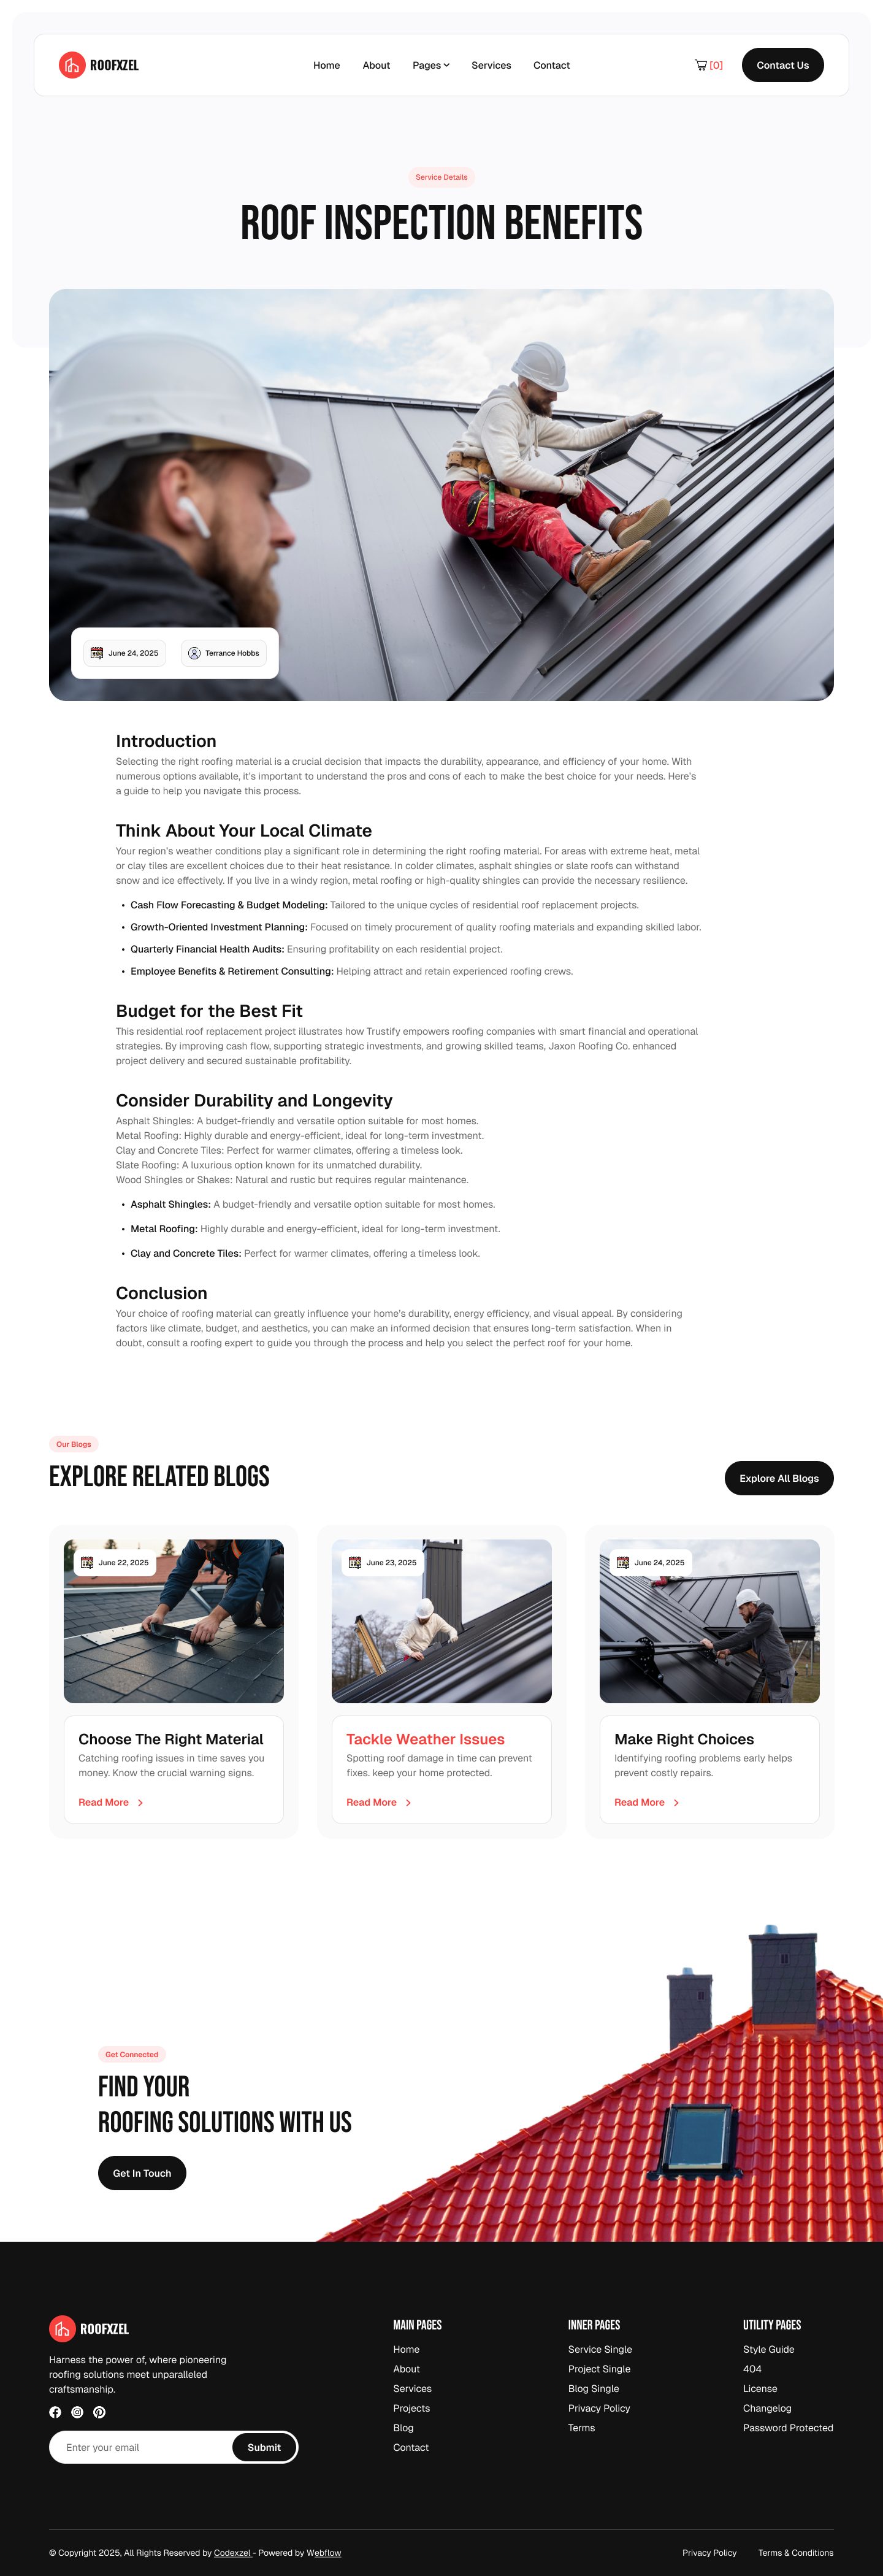 ROOFXZEL
Home About Pages Services Contact
[0]
Contact Us
Service Details
ROOF INSPECTION BENEFITS
June 24, 2025
Terrance Hobbs
Introduction
Selecting the right roofing material is a crucial decision that impacts the durability, appearance, and efficiency of your home. With
numerous options available, it's important to understand the pros and cons of each to make the best choice for your needs. Here's
a guide to help you navigate this process.
Think About Your Local Climate
Your region's weather conditions play a significant role in determining the right roofing material. For areas with extreme heat, metal
or clay tiles are excellent choices due to their heat resistance. In colder climates, asphalt shingles or slate roofs can withstand
snow and ice effectively. If you live in a windy region, metal roofing or high-quality shingles can provide the necessary resilience.
• Cash Flow Forecasting & Budget Modeling: Tailored to the unique cycles of residential roof replacement projects.
• Growth-Oriented Investment Planning: Focused on timely procurement of quality roofing materials and expanding skilled labor.
• Quarterly Financial Health Audits: Ensuring profitability on each residential project.
• Employee Benefits & Retirement Consulting: Helping attract and retain experienced roofing crews.
Budget for the Best Fit
This residential roof replacement project illustrates how Trustify empowers roofing companies with smart financial and operational
strategies. By improving cash flow, supporting strategic investments, and growing skilled teams, Jaxon Roofing Co. enhanced
project delivery and secured sustainable profitability.
Consider Durability and Longevity
Asphalt Shingles: A budget-friendly and versatile option suitable for most homes.
Metal Roofing: Highly durable and energy-efficient, ideal for long-term investment.
Clay and Concrete Tiles: Perfect for warmer climates, offering a timeless look.
Slate Roofing: A luxurious option known for its unmatched durability.
Wood Shingles or Shakes: Natural and rustic but requires regular maintenance.
• Asphalt Shingles: A budget-friendly and versatile option suitable for most homes.
• Metal Roofing: Highly durable and energy-efficient, ideal for long-term investment.
• Clay and Concrete Tiles: Perfect for warmer climates, offering a timeless look.
Conclusion
Your choice of roofing material can greatly influence your home's durability, energy efficiency, and visual appeal. By considering
factors like climate, budget, and aesthetics, you can make an informed decision that ensures long-term satisfaction. When in
doubt, consult a roofing expert to guide you through the process and help you select the perfect roof for your home.
Our Blogs
EXPLORE RELATED BLOGS
Explore All Blogs
June 22, 2025
Choose The Right Material
Catching roofing issues in time saves you
money. Know the crucial warning signs.
Read More
June 23, 2025
Tackle Weather Issues
Spotting roof damage in time can prevent
fixes. keep your home protected.
Read More
June 24, 2025
Make Right Choices
Identifying roofing problems early helps
prevent costly repairs.
Read More
Get Connected
FIND YOUR
ROOFING SOLUTIONS WITH US
Get In Touch
ROOFXZEL
Harness the power of, where pioneering
roofing solutions meet unparalleled
craftsmanship.
Enter your email
Submit
MAIN PAGES
Home
About
Services
Projects
Blog
Contact
INNER PAGES
Service Single
Project Single
Blog Single
Privacy Policy
Terms
UTILITY PAGES
Style Guide
404
License
Changelog
Password Protected
© Copyright 2025, All Rights Reserved by Codexzel - Powered by Webflow
Privacy Policy
Terms & Conditions